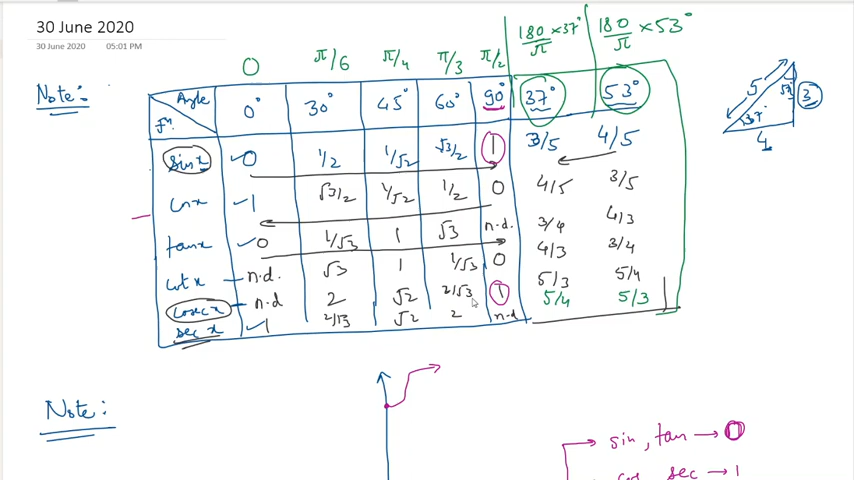 30 June 2020
30 June 2020 05:01 PM
Note:-
0 π/6 π/4 π/3 π/2 180/π ×37° 180/π ×53°
Angle
Fⁿ. 0° 30° 45° 60° 90° 37° 53°
sin x 0 1/2 1/√2 √3/2 1 3/5 4/5
cos x 1 √3/2 1/√2 1/2 0 4/5 3/5
tan x 0 1/√3 1 √3 n.d. 3/4 4/3
cot x n.d. √3 1 1/√3 0 4/3 3/4
cosec x n.d 2 √2 2/√3 1 5/3 5/4
sec x 1 2/√3 √2 2 n.d 5/4 5/3
5 53° 3
37°
4
Note:
sin, tan → 0
cos, sec → 1